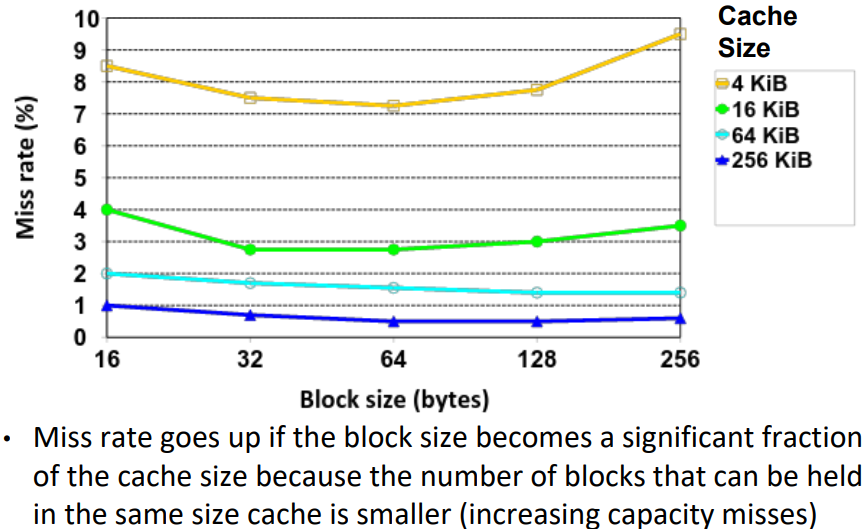 10
9
8
7
6
5
4
3
2
1
0
Miss rate (%)
16 32 64 128 256
Block size (bytes)
Cache
Size
4 KiB
16 KiB
64 KiB
256 KiB
• Miss rate goes up if the block size becomes a significant fraction
of the cache size because the number of blocks that can be held
in the same size cache is smaller (increasing capacity misses)